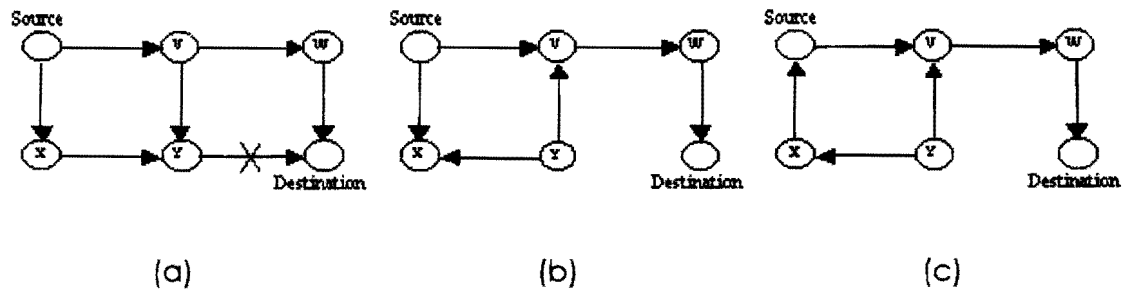 Source
V
W
X
Y
Destination
(a)
Source
V
W
X
Y
Destination
(b)
Source
V
W
X
Y
Destination
(c)